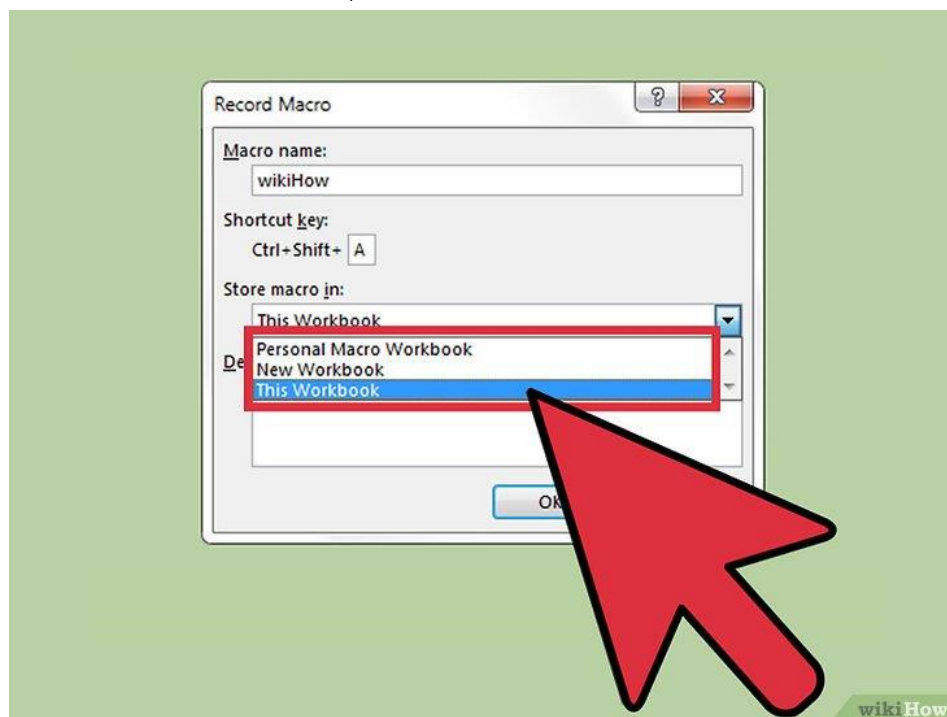 Record Macro
Macro name:
wikiHow
Shortcut key:
Ctrl+Shift+ A
Store macro in:
This Workbook
Personal Macro Workbook
New Workbook
This Workbook
wikiHow